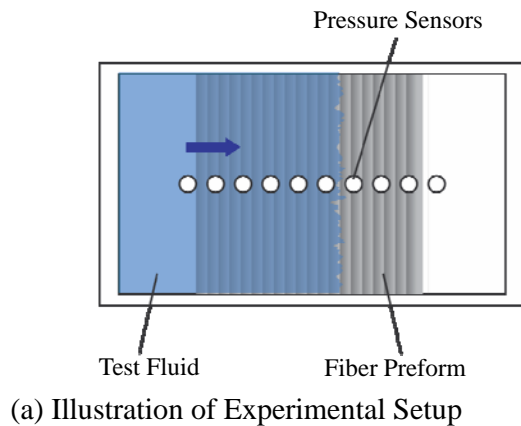 Pressure Sensors
Test Fluid
Fiber Preform
(a) Illustration of Experimental Setup